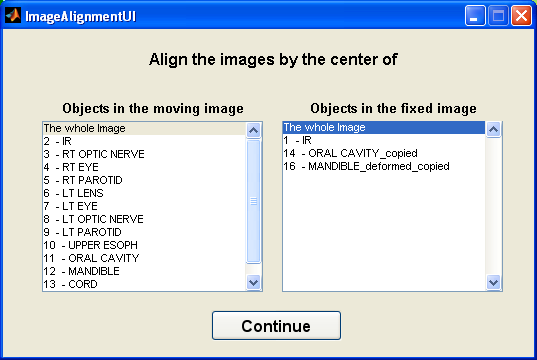 ImageAlignmentUI
Align the images by the center of
Objects in the moving image
The whole Image
2 - IR
3 - RT OPTIC NERVE
4 - RT EYE
5 - RT PAROTID
6 - LT LENS
7 - LT EYE
8 - LT OPTIC NERVE
9 - LT PAROTID
10 - UPPER ESOPH
11 - ORAL CAVITY
12 - MANDIBLE
13 - CORD
Objects in the fixed image
The whole Image
1 - IR
14 - ORAL CAVITY_copied
16 - MANDIBLE_deformed_copied
Continue